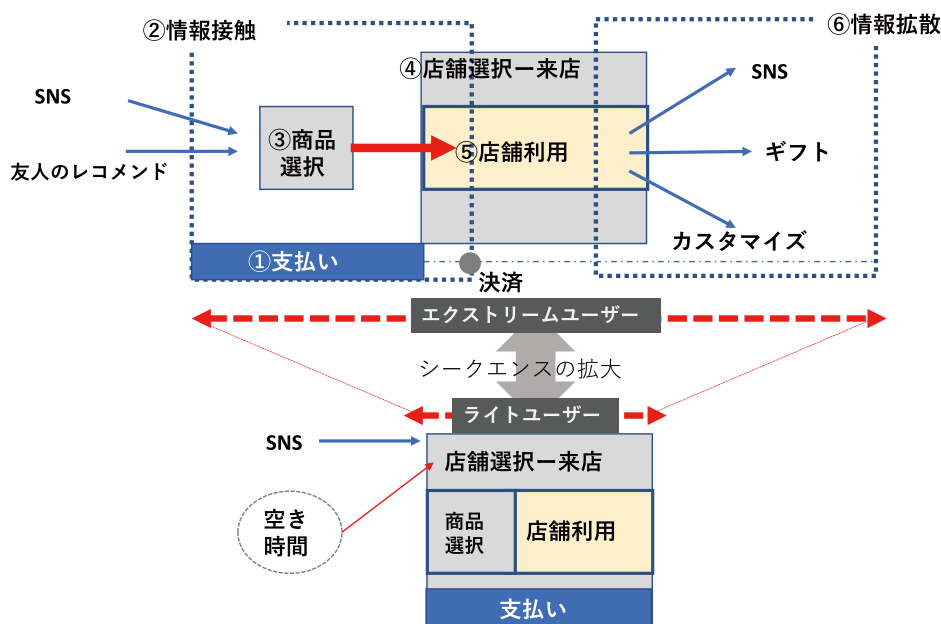 ②情報接触
⑥情報拡散
④店舗選択ー来店
SNS
SNS
③商品
選択
⑤店舗利用
ギフト
友人のレコメンド
カスタマイズ
①支払い
決済
エクストリームユーザー
シークエンスの拡大
ライトユーザー
SNS
店舗選択ー来店
空き
時間
商品
選択
店舗利用
支払い